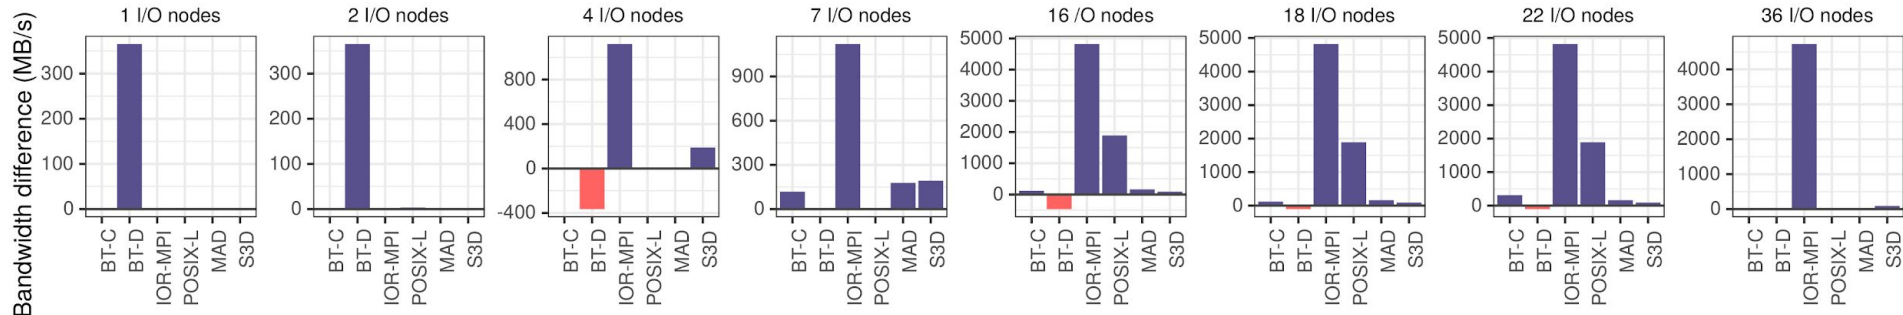 1 I/O nodes
2 I/O nodes
4 I/O nodes
7 I/O nodes
16 /O nodes
18 I/O nodes
22 I/O nodes
36 I/O nodes
Bandwidth difference (MB/s)
300
200
100
0
BT-C
BT-D
IOR-MPI
POSIX-L
MAD
S3D
300
200
100
0
BT-C
BT-D
IOR-MPI
POSIX-L
MAD
S3D
800
400
0
-400
BT-C
BT-D
IOR-MPI
POSIX-L
MAD
S3D
900
600
300
0
BT-C
BT-D
IOR-MPI
POSIX-L
MAD
S3D
5000
4000
3000
2000
1000
0
BT-C
BT-D
IOR-MPI
POSIX-L
MAD
S3D
5000
4000
3000
2000
1000
0
BT-C
BT-D
IOR-MPI
POSIX-L
MAD
S3D
5000
4000
3000
2000
1000
0
BT-C
BT-D
IOR-MPI
POSIX-L
MAD
S3D
4000
3000
2000
1000
0
BT-C
BT-D
IOR-MPI
POSIX-L
MAD
S3D